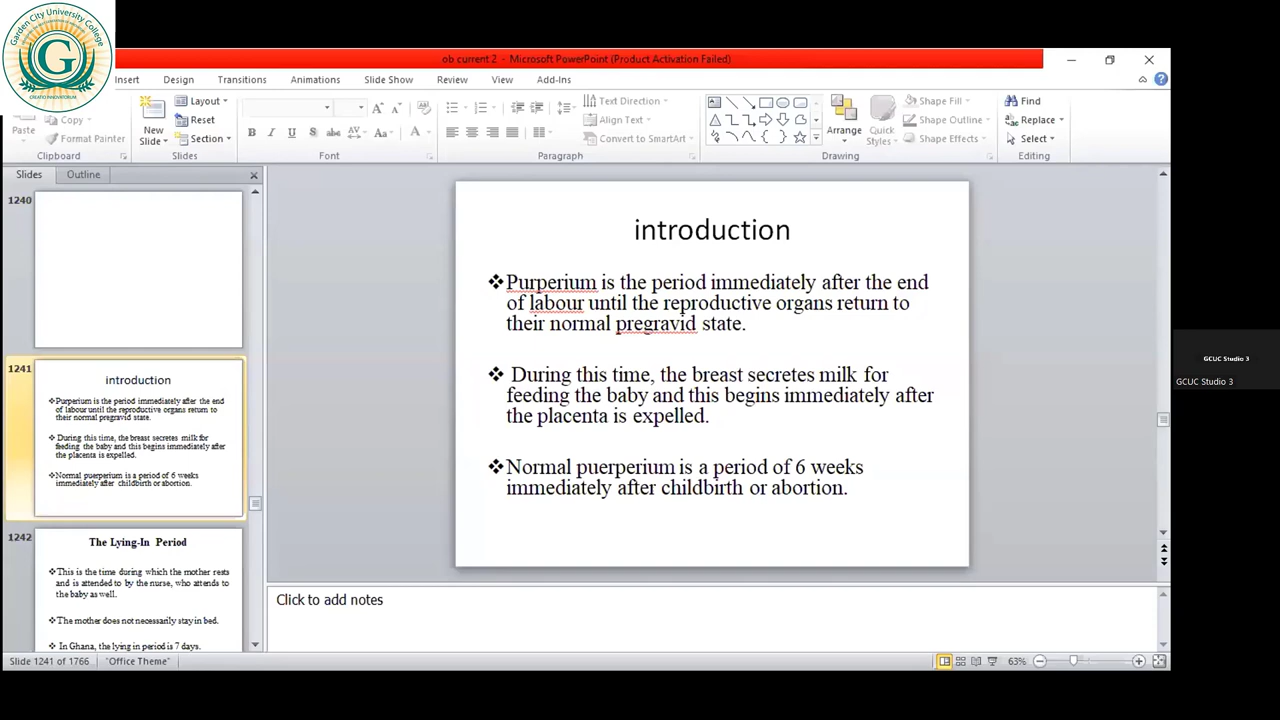 Garden City University College
G
ob current 2 - Microsoft PowerPoint (Product Activation Failed)
Insert Design Transitions Animations Slide Show Review View Add-Ins
Paste
Copy
Format Painter
Clipboard
New
Slide
Layout
Reset
Section
Slides
B I U S abc AV Aa A
Font
Text Direction
Align Text
Convert to SmartArt
Paragraph
Arrange
Quick
Styles
Shape Fill
Shape Outline
Shape Effects
Drawing
Find
Replace
Select
Editing
Slides Outline
1240
1241
introduction
Purperium is the period immediately after the end
of labour until the reproductive organs return to
their normal pregravid state.
During this time, the breast secretes milk for
feeding the baby and this begins immediately after
the placenta is expelled.
Normal puerperium is a period of 6 weeks
immediately after childbirth or abortion.
1242
The Lying-In Period
This is the time during which the mother rests
and is attended to by the nurse, who attends to
the baby as well.
The mother does not necessarily stay in bed.
In Ghana, the lying in period is 7 days.
introduction
Purperium is the period immediately after the end
of labour until the reproductive organs return to
their normal pregravid state.
During this time, the breast secretes milk for
feeding the baby and this begins immediately after
the placenta is expelled.
Normal puerperium is a period of 6 weeks
immediately after childbirth or abortion.
Click to add notes
Slide 1241 of 1766 "Office Theme" 63%
GCUC Studio 3
GCUC Studio 3